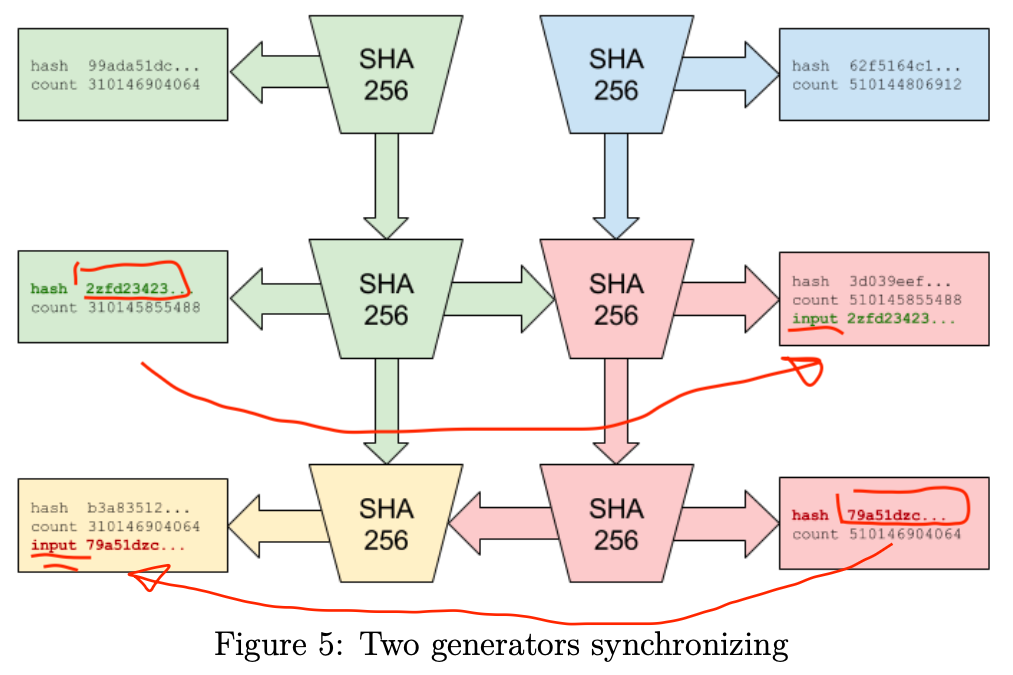 hash 99ada51dc...
count 310146904064
SHA
256
SHA
256
hash 62f5164c1...
count 510144806912
hash 2zfd23423...
count 310145855488
SHA
256
SHA
256
hash 3d039eef...
count 510145855488
input 2zfd23423...
hash b3a83512...
count 310146904064
input 79a51dzc...
SHA
256
SHA
256
hash 79a51dzc...
count 510146904064
Figure 5: Two generators synchronizing